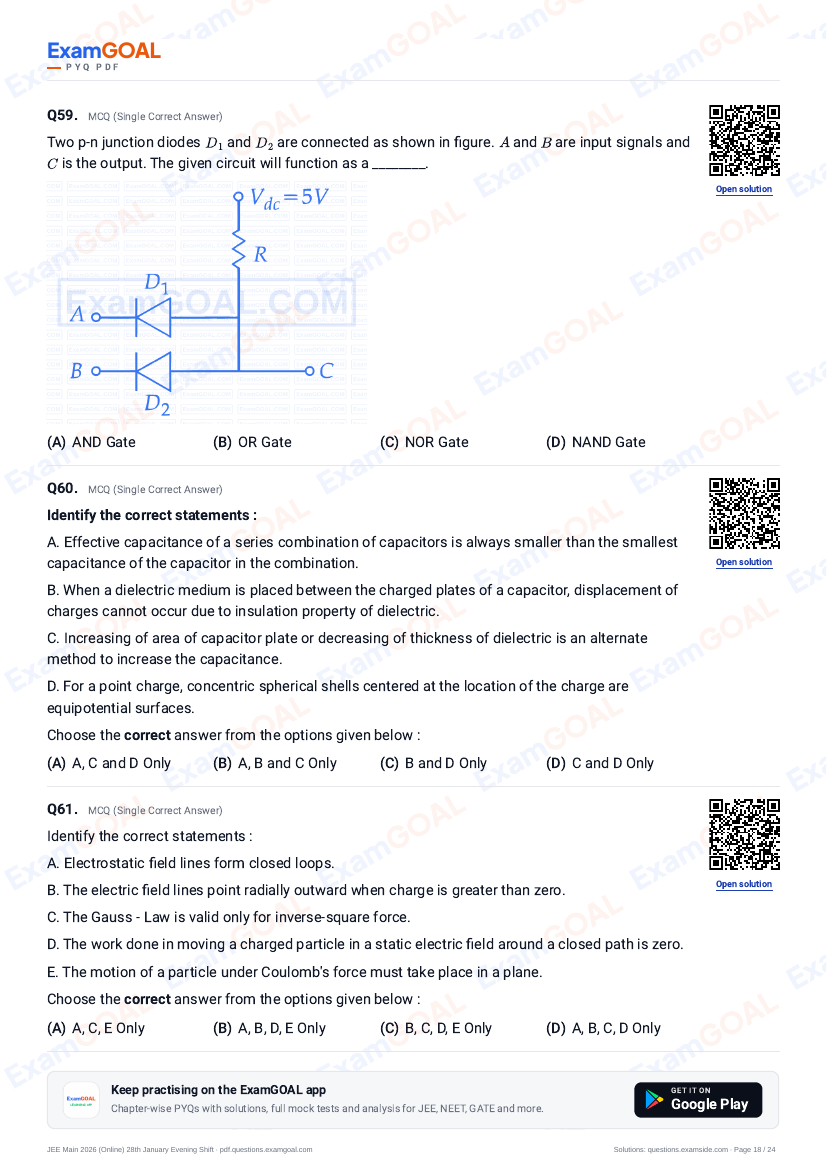 ExamGOAL
PYQ PDF
Q59. MCQ (Single Correct Answer)
Two p-n junction diodes D₁ and D₂ are connected as shown in figure. A and B are input signals and
C is the output. The given circuit will function as a ________.
Open solution
V_dc = 5V
R
D₁
A
B
C
D₂
ExamGOAL.COM
(A) AND Gate (B) OR Gate (C) NOR Gate (D) NAND Gate
Q60. MCQ (Single Correct Answer)
Identify the correct statements :
Open solution
A. Effective capacitance of a series combination of capacitors is always smaller than the smallest
capacitance of the capacitor in the combination.
B. When a dielectric medium is placed between the charged plates of a capacitor, displacement of
charges cannot occur due to insulation property of dielectric.
C. Increasing of area of capacitor plate or decreasing of thickness of dielectric is an alternate
method to increase the capacitance.
D. For a point charge, concentric spherical shells centered at the location of the charge are
equipotential surfaces.
Choose the correct answer from the options given below :
(A) A, C and D Only (B) A, B and C Only (C) B and D Only (D) C and D Only
Q61. MCQ (Single Correct Answer)
Identify the correct statements :
A. Electrostatic field lines form closed loops.
Open solution
B. The electric field lines point radially outward when charge is greater than zero.
C. The Gauss - Law is valid only for inverse-square force.
D. The work done in moving a charged particle in a static electric field around a closed path is zero.
E. The motion of a particle under Coulomb's force must take place in a plane.
Choose the correct answer from the options given below :
(A) A, C, E Only (B) A, B, D, E Only (C) B, C, D, E Only (D) A, B, C, D Only
ExamGOAL
Keep practising on the ExamGOAL app
Chapter-wise PYQs with solutions, full mock tests and analysis for JEE, NEET, GATE and more.
GET IT ON
Google Play
JEE Main 2026 (Online) 28th January Evening Shift · pdf.questions.examgoal.com
Solutions: questions.examside.com · Page 18 / 24